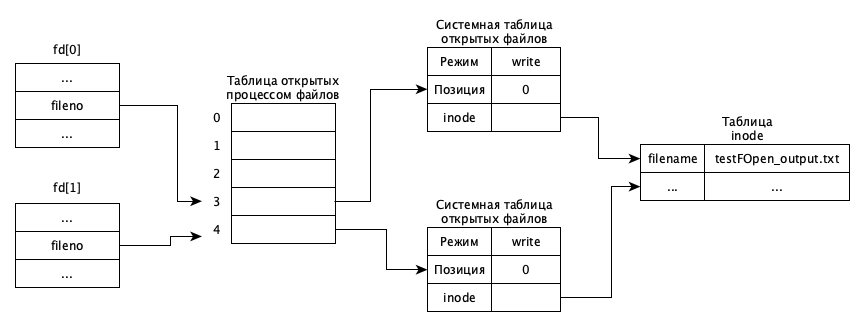 fd[0]
...
fileno
...
fd[1]
...
fileno
...
Таблица открытых
процессом файлов
0
1
2
3
4
Системная таблица
открытых файлов
Режим write
Позиция 0
inode
Системная таблица
открытых файлов
Режим write
Позиция 0
inode
Таблица
inode
filename testFOpen_output.txt
... ...